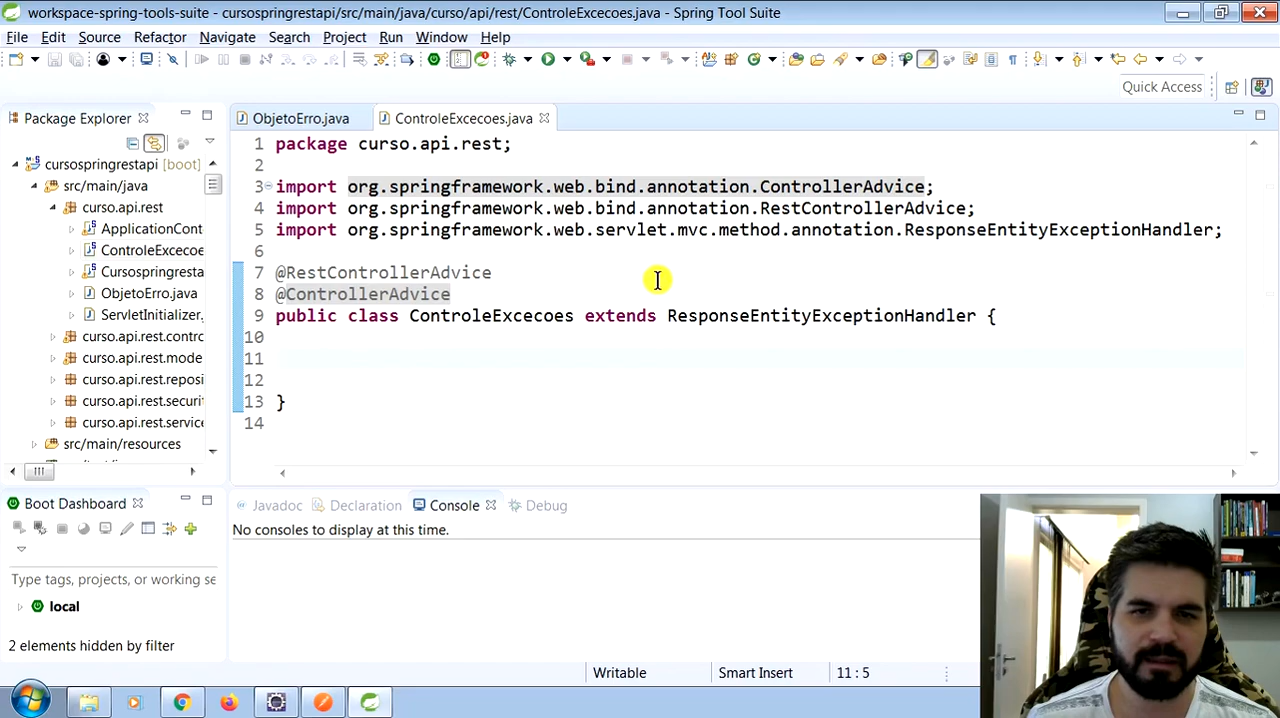 workspace-spring-tools-suite - cursospringrestapi/src/main/java/curso/api/rest/ControleExcecoes.java - Spring Tool Suite
File Edit Source Refactor Navigate Search Project Run Window Help
Quick Access
Package Explorer
ObjetoErro.java
ControleExcecoes.java
cursospringrestapi [boot]
src/main/java
curso.api.rest
ApplicationCont
ControleExcecoe
Cursospringresta
ObjetoErro.java
ServletInitializer.
curso.api.rest.contrc
curso.api.rest.mode
curso.api.rest.reposi
curso.api.rest.securit
curso.api.rest.service
src/main/resources
1 package curso.api.rest;
2
3 import org.springframework.web.bind.annotation.ControllerAdvice;
4 import org.springframework.web.bind.annotation.RestControllerAdvice;
5 import org.springframework.web.servlet.mvc.method.annotation.ResponseEntityExceptionHandler;
6
7 @RestControllerAdvice
8 @ControllerAdvice
9 public class ControleExcecoes extends ResponseEntityExceptionHandler {
10
11
12
13 }
14
Boot Dashboard
Type tags, projects, or working se
local
2 elements hidden by filter
Javadoc Declaration Console Debug
No consoles to display at this time.
Writable Smart Insert 11 : 5